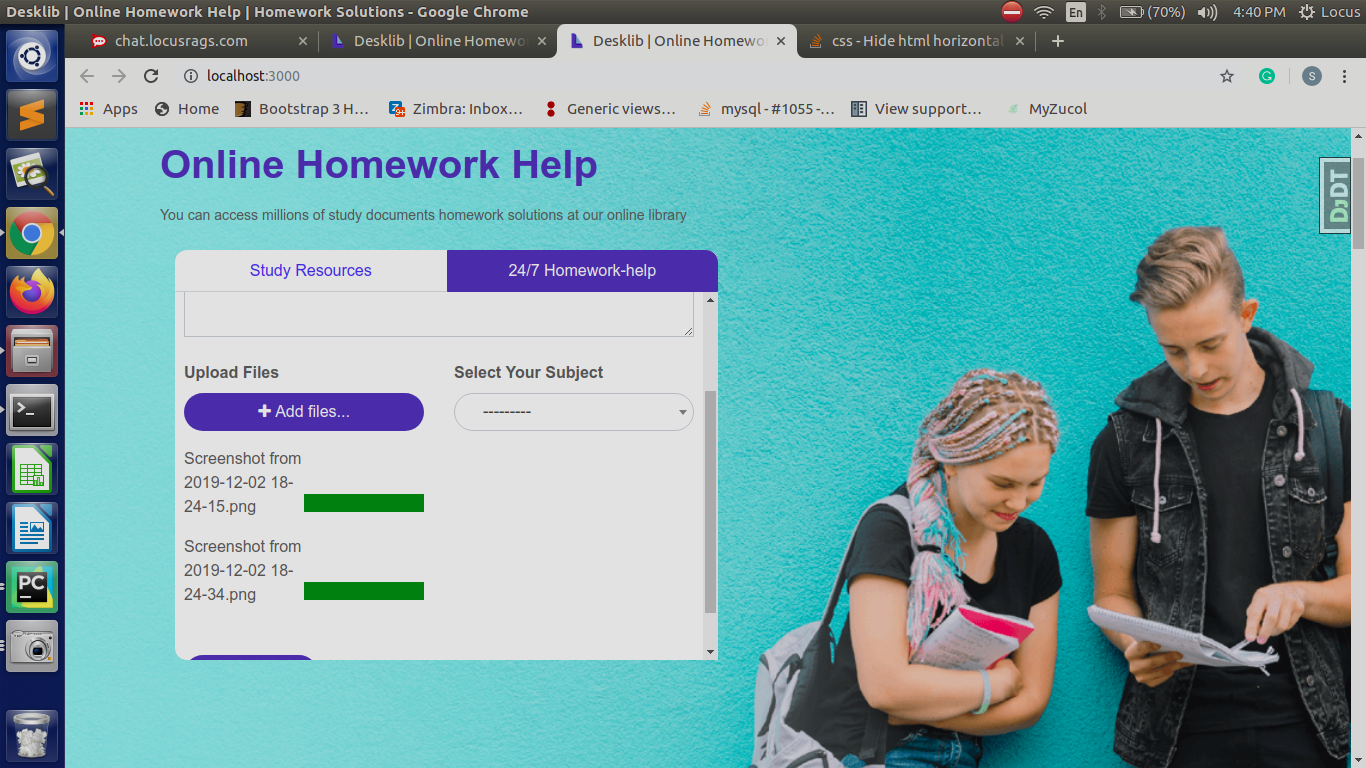 Desklib | Online Homework Help | Homework Solutions - Google Chrome
En
(70%)
4:40 PM
Locus
chat.locusrags.com
Desklib | Online Homewo
Desklib | Online Homewo
css - Hide html horizontal
localhost:3000
S
Apps
Home
Bootstrap 3 H...
Zimbra: Inbox...
Generic views...
mysql - #1055 -...
View support...
MyZucol
Online Homework Help
You can access millions of study documents homework solutions at our online library
DjDT
Study Resources
24/7 Homework-help
Upload Files
Select Your Subject
+ Add files...
---------
Screenshot from
2019-12-02 18-
24-15.png
Screenshot from
2019-12-02 18-
24-34.png
PC